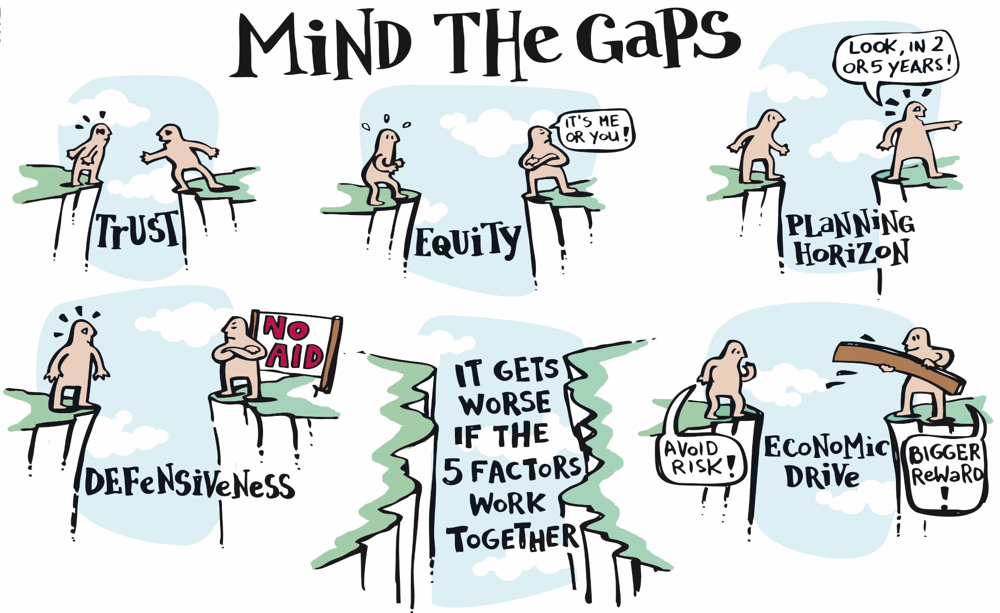 MiND THe GaPS
LOOK, IN 2
OR 5 YEARS!
IT'S ME
OR YOU!
TrUST
EQUiTY
PLaNNiNG
HORiZoN
NO
AID
DEFeNSiVeNeSS
IT GETS
WORSE
IF THE
5 FACTORS
WORK
TOGETHER
AVOID
RISK!
ECoNoMic
DRiVe
BIGGER
ReWaRD
!